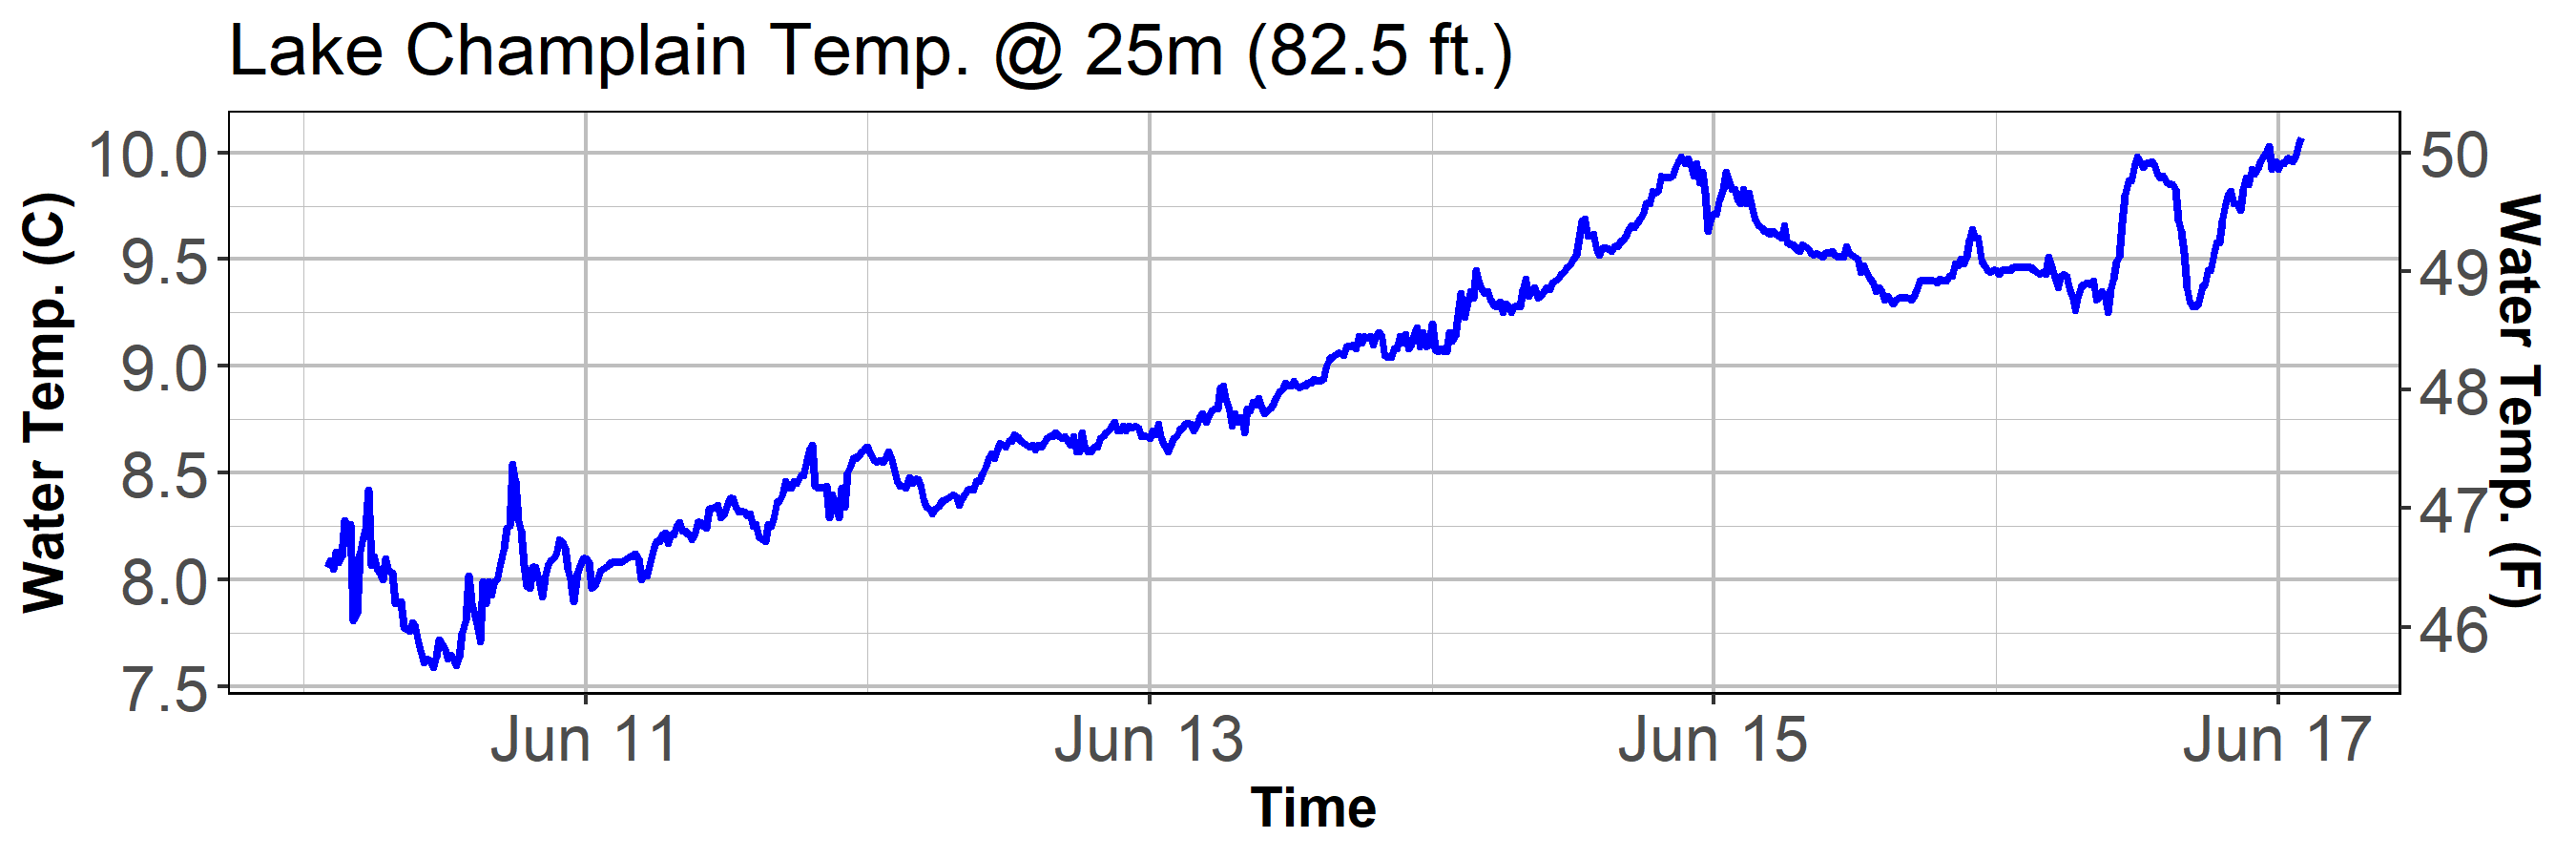 Lake Champlain Temp. @ 25m (82.5 ft.)
Water Temp. (C)
10.0
9.5
9.0
8.5
8.0
7.5
50
49
48
47
46
Water Temp. (F)
Jun 11 Jun 13 Jun 15 Jun 17
Time